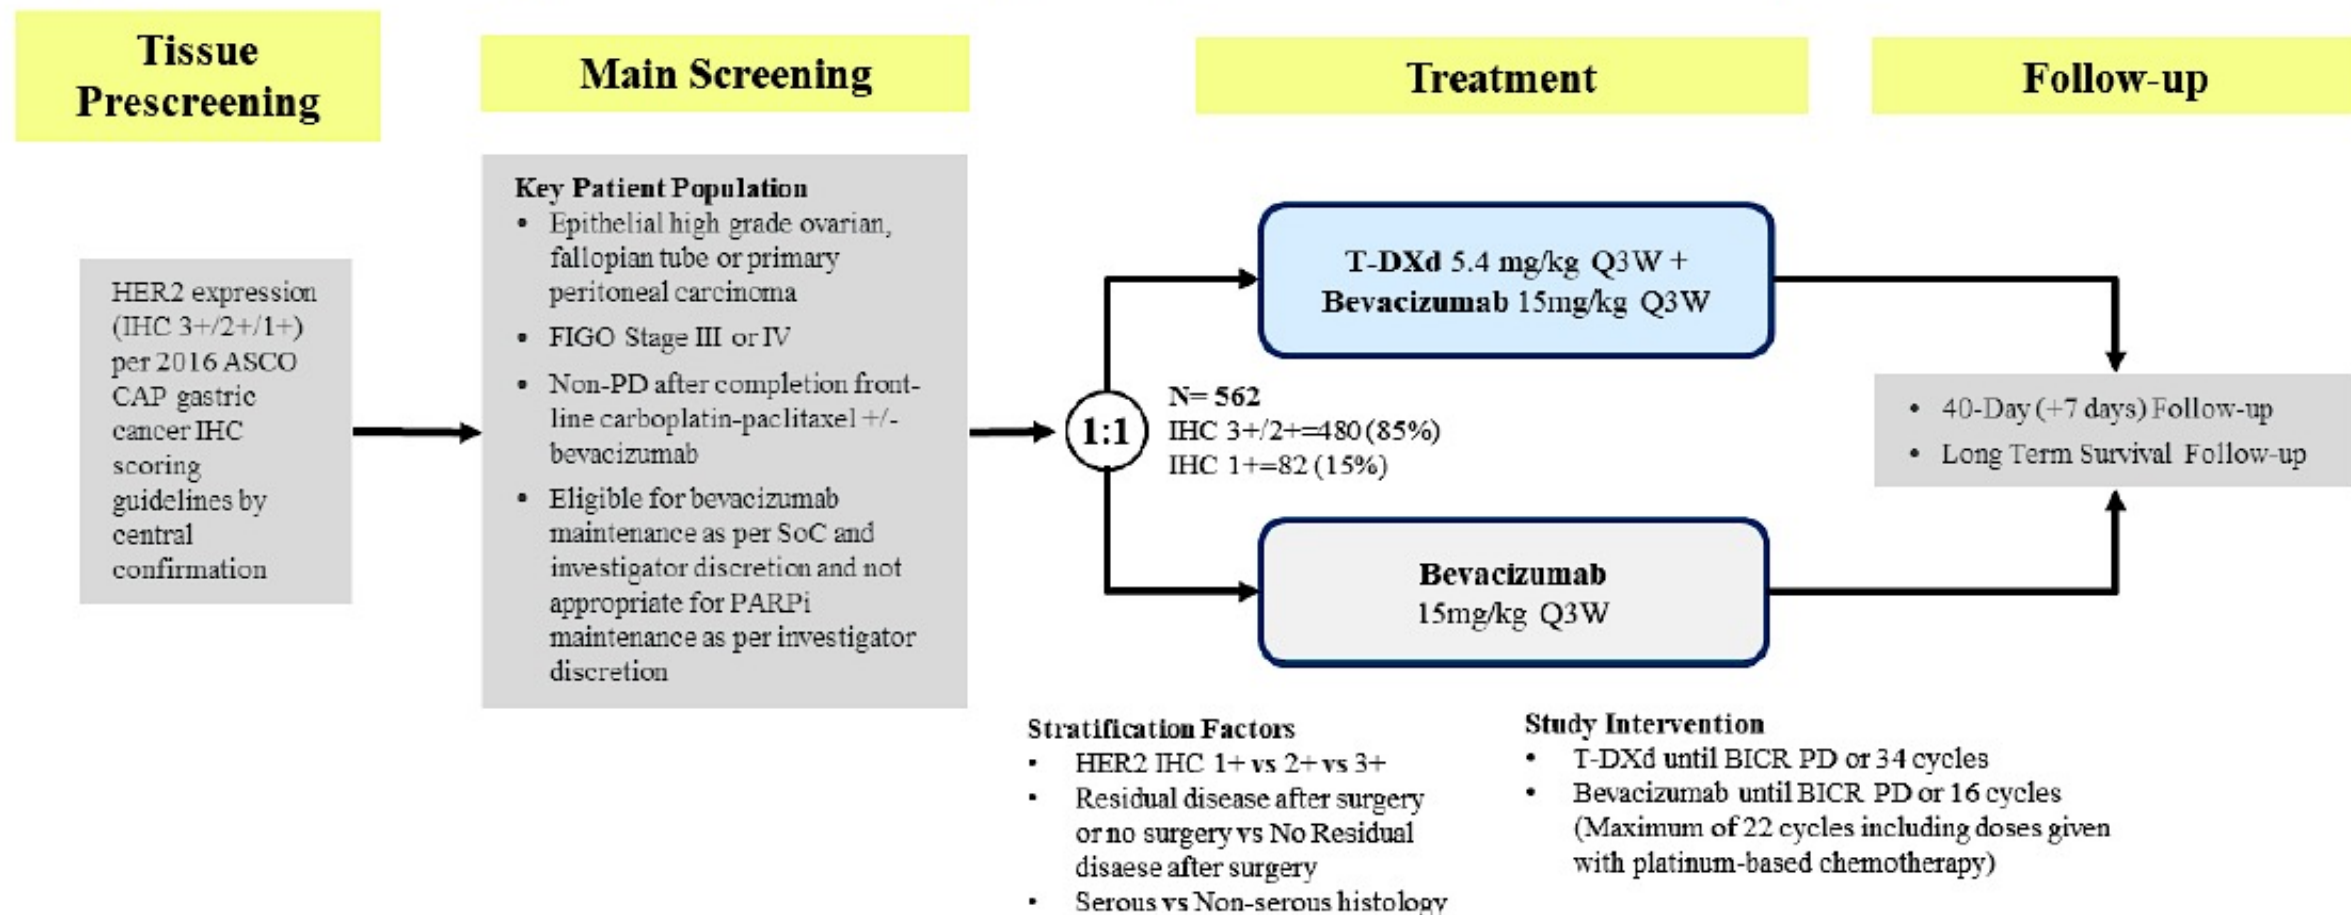 Tissue
Prescreening
Main Screening
Treatment
Follow-up
HER2 expression
(IHC 3+/2+/1+)
per 2016 ASCO
CAP gastric
cancer IHC
scoring
guidelines by
central
confirmation
Key Patient Population
• Epithelial high grade ovarian,
fallopian tube or primary
peritoneal carcinoma
• FIGO Stage III or IV
• Non-PD after completion front-
line carboplatin-paclitaxel +/-
bevacizumab
• Eligible for bevacizumab
maintenance as per SoC and
investigator discretion and not
appropriate for PARPi
maintenance as per investigator
discretion
1:1
N= 562
IHC 3+/2+=480 (85%)
IHC 1+=82 (15%)
T-DXd 5.4 mg/kg Q3W +
Bevacizumab 15mg/kg Q3W
Bevacizumab
15mg/kg Q3W
• 40-Day (+7 days) Follow-up
• Long Term Survival Follow-up
Stratification Factors
• HER2 IHC 1+ vs 2+ vs 3+
• Residual disease after surgery
or no surgery vs No Residual
disaese after surgery
• Serous vs Non-serous histology
Study Intervention
• T-DXd until BICR PD or 34 cycles
• Bevacizumab until BICR PD or 16 cycles
(Maximum of 22 cycles including doses given
with platinum-based chemotherapy)